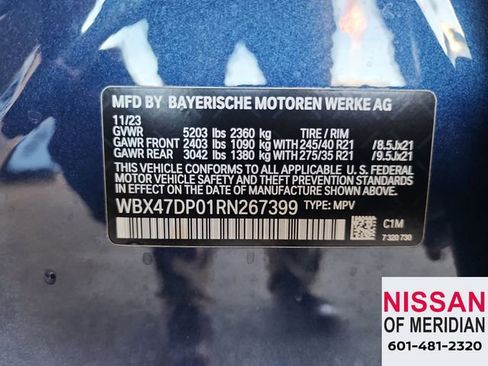 MFD BY BAYERISCHE MOTOREN WERKE AG
11/23
GVWR 5203 lbs 2360 kg TIRE / RIM
GAWR FRONT 2403 lbs 1090 kg WITH 245/40 R21 /8.5Jx21
GAWR REAR 3042 lbs 1380 kg WITH 275/35 R21 /9.5Jx21
THIS VEHICLE CONFORMS TO ALL APPLICABLE
U.S. FEDERAL MOTOR VEHICLE SAFETY AND THEFT
PREVENTION STANDARDS IN EFFECT ON THE DATE
OF MANUFACTURE SHOWN ABOVE.
WBX47DP01RN267399 TYPE: MPV
C1M
7 320 730
NISSAN
OF MERIDIAN
601-481-2320